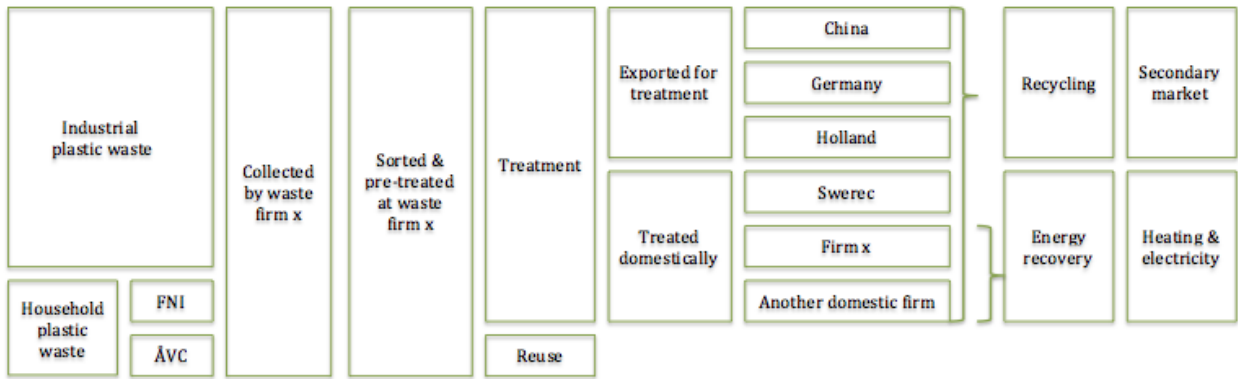 Industrial
plastic waste
Household
plastic
waste
FNI
ÅVC
Collected
by waste
firm x
Sorted &
pre-treated
at waste
firm x
Treatment
Reuse
Exported for
treatment
Treated
domestically
China
Germany
Holland
Swerec
Firm x
Another domestic firm
Recycling
Energy
recovery
Secondary
market
Heating &
electricity